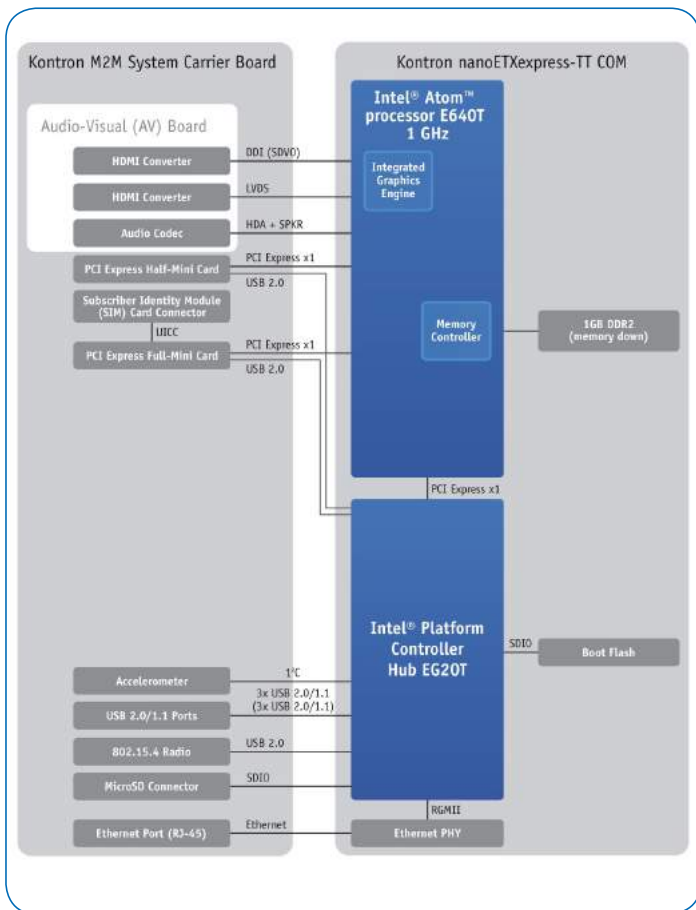 Kontron M2M System Carrier Board
Kontron nanoETXexpress-TT COM
Audio-Visual (AV) Board
HDMI Converter
DDI (SDVO)
HDMI Converter
LVDS
Audio Codec
HDA + SPKR
PCI Express Half-Mini Card
PCI Express x1
USB 2.0
Subscriber Identity Module
(SIM) Card Connector
UICC
PCI Express Full-Mini Card
PCI Express x1
USB 2.0
Intel® Atom™
processor E640T
1 GHz
Integrated
Graphics
Engine
Memory
Controller
1GB DDR2
(memory down)
PCI Express x1
Intel® Platform
Controller
Hub EG20T
SDIO
Boot Flash
Accelerometer
I²C
USB 2.0/1.1 Ports
3x USB 2.0/1.1
(3x USB 2.0/1.1)
802.15.4 Radio
USB 2.0
MicroSD Connector
SDIO
RGMII
Ethernet Port (RJ-45)
Ethernet
Ethernet PHY